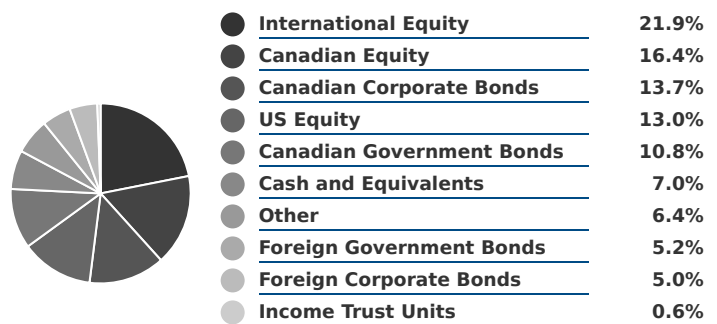 International Equity 21.9%
Canadian Equity 16.4%
Canadian Corporate Bonds 13.7%
US Equity 13.0%
Canadian Government Bonds 10.8%
Cash and Equivalents 7.0%
Other 6.4%
Foreign Government Bonds 5.2%
Foreign Corporate Bonds 5.0%
Income Trust Units 0.6%